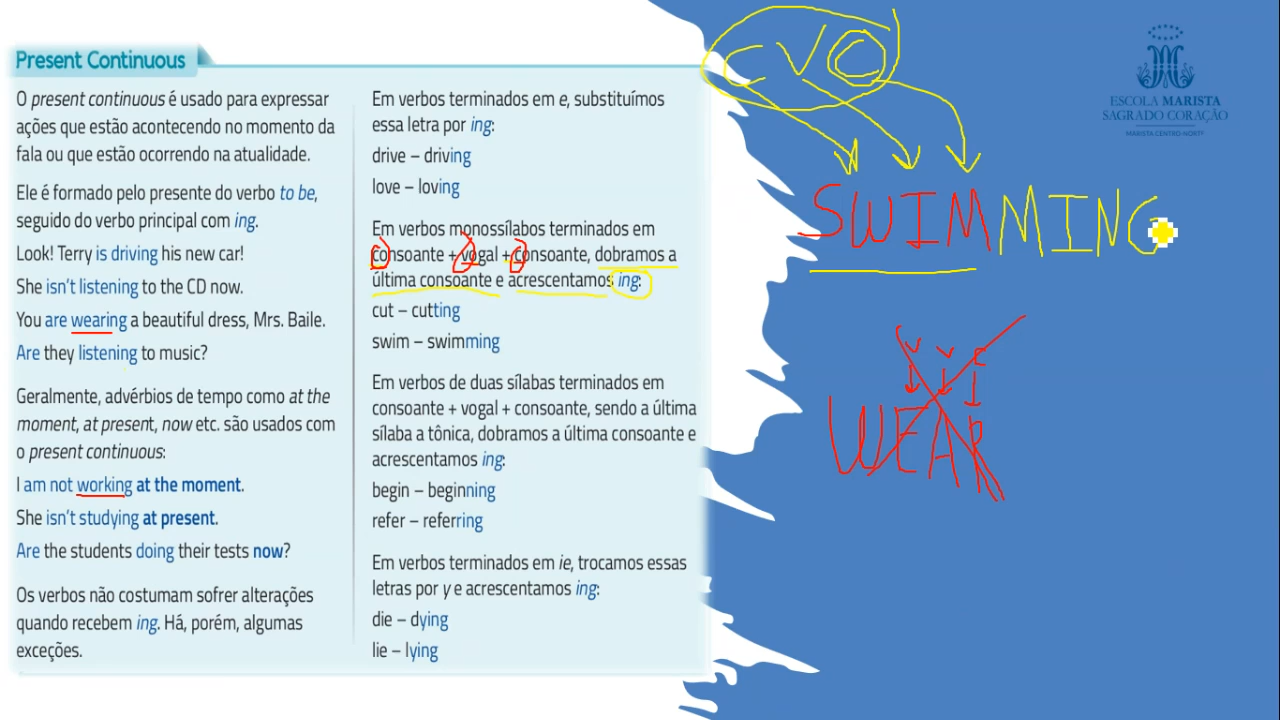 Present Continuous
O present continuous é usado para expressar
ações que estão acontecendo no momento da
fala ou que estão ocorrendo na atualidade.
Ele é formado pelo presente do verbo to be,
seguido do verbo principal com ing.
Look! Terry is driving his new car!
She isn't listening to the CD now.
You are wearing a beautiful dress, Mrs. Baile.
Are they listening to music?
Geralmente, advérbios de tempo como at the
moment, at present, now etc. são usados com
o present continuous:
I am not working at the moment.
She isn't studying at present.
Are the students doing their tests now?
Os verbos não costumam sofrer alterações
quando recebem ing. Há, porém, algumas
exceções.
Em verbos terminados em e, substituímos
essa letra por ing:
drive – driving
love – loving
Em verbos monossílabos terminados em
consoante + vogal + consoante, dobramos a
última consoante e acrescentamos ing:
cut – cutting
swim – swimming
Em verbos de duas sílabas terminados em
consoante + vogal + consoante, sendo a última
sílaba a tônica, dobramos a última consoante e
acrescentamos ing:
begin – beginning
refer – referring
Em verbos terminados em ie, trocamos essas
letras por y e acrescentamos ing:
die – dying
lie – lying
CVC
SWIMMING
V V C
WEAR
ESCOLA MARISTA
SAGRADO CORAÇÃO
MARISTA CENTRO-NORTE